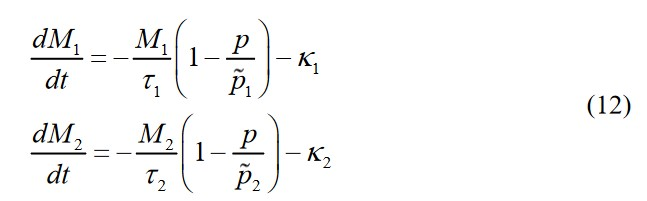 dM₁/dt = −M₁/τ₁ (1 − p/p̃₁) − κ₁
(12)
dM₂/dt = −M₂/τ₂ (1 − p/p̃₂) − κ₂